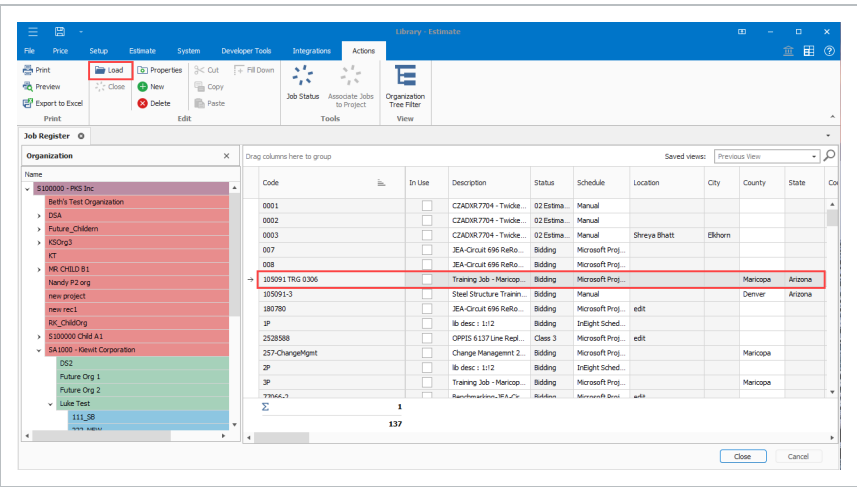 Library - Estimate
File Price Setup Estimate System Developer Tools Integrations Actions
Print Load Properties Cut Fill Down
Preview Close New Copy
Export to Excel Delete Paste
Job Status Associate Jobs to Project Organization Tree Filter
Print Edit Tools View
Job Register
Organization
Drag columns here to group Saved views: Previous View
Name
Code In Use Description Status Schedule Location City County State
S100000 - PKS Inc
Beth's Test Organization
DSA
Future_Childern
KSOrg3
KT
MR CHILD B1
Nandy P2 org
new project
new rec1
RK_ChildOrg
S100000 Child A1
SA1000 - Kiewit Corporation
DS2
Future Org 1
Future Org 2
Luke Test
111_SB
0001 CZADXR7704 - Twicke... 02 Estima... Manual
0002 CZADXR7704 - Twicke... 02 Estima... Manual
0003 CZADXR7704 - Twicke... 02 Estima... Manual Shreya Bhatt Elkhorn
007 JEA-Circuit 696 ReRo... Bidding Microsoft Proj...
008 JEA-Circuit 696 ReRo... Bidding Microsoft Proj...
105091 TRG 0306 Training Job - Maricop... Bidding Microsoft Proj... Maricopa Arizona
105091-3 Steel Structure Trainin... Bidding Manual Denver Arizona
180780 JEA-Circuit 696 ReRo... Bidding Microsoft Proj... edit
1P lib desc : 1:!2 Bidding InEight Sched...
2528588 OPPIS 6137 Line Repl... Class 3 Microsoft Proj... edit
257-ChangeMgmt Change Managemnt 2... Bidding Microsoft Proj... Maricopa
2P lib desc : 1:!2 Bidding InEight Sched...
3P Training Job - Maricop... Bidding Microsoft Proj... Maricopa
Σ 1
137
Close Cancel